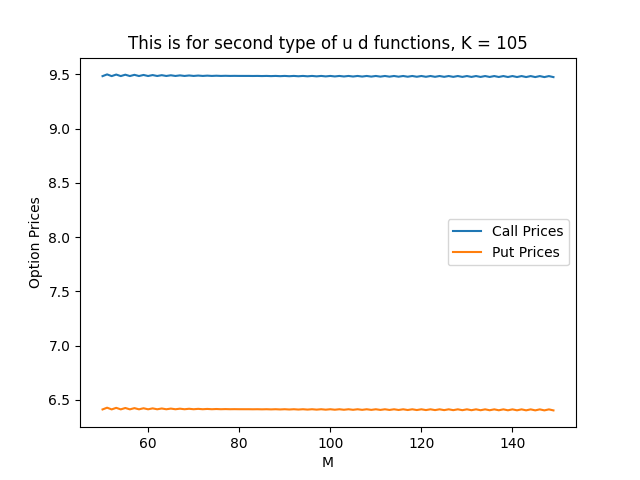 This is for second type of u d functions, K = 105
Option Prices
9.5
9.0
8.5
8.0
7.5
7.0
6.5
Call Prices
Put Prices
60 80 100 120 140
M